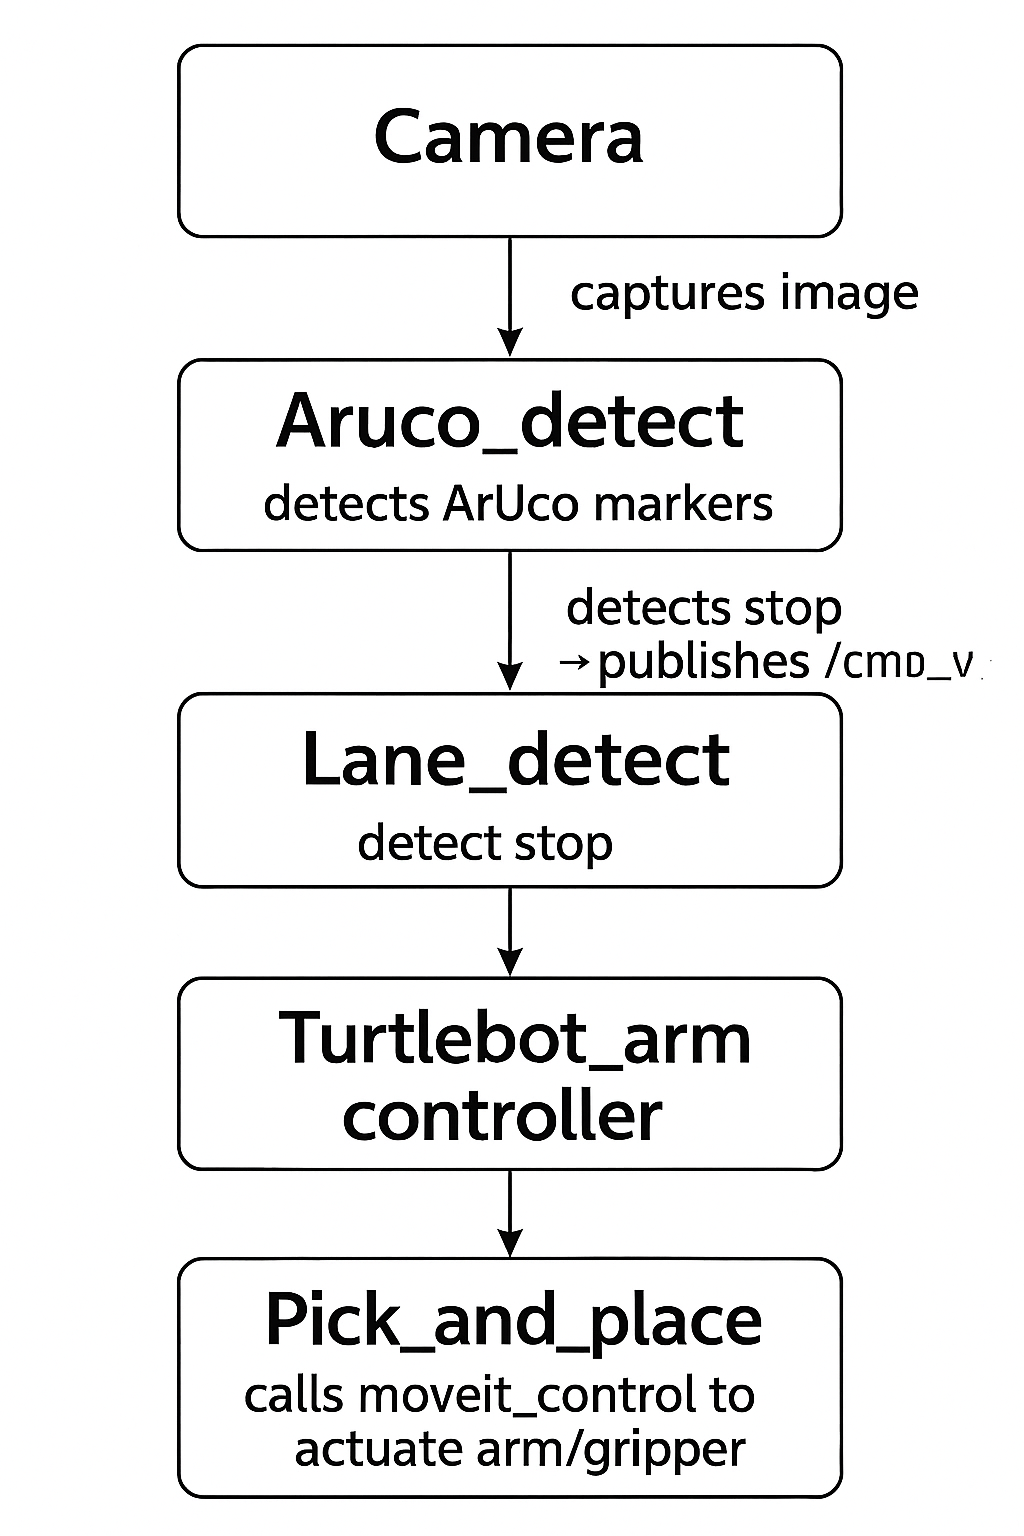 Camera
captures image
Aruco_detect
detects ArUco markers
detects stop
→publishes /cmD_v
Lane_detect
detect stop
Turtlebot_arm
controller
Pick_and_place
calls moveit_control to
actuate arm/gripper